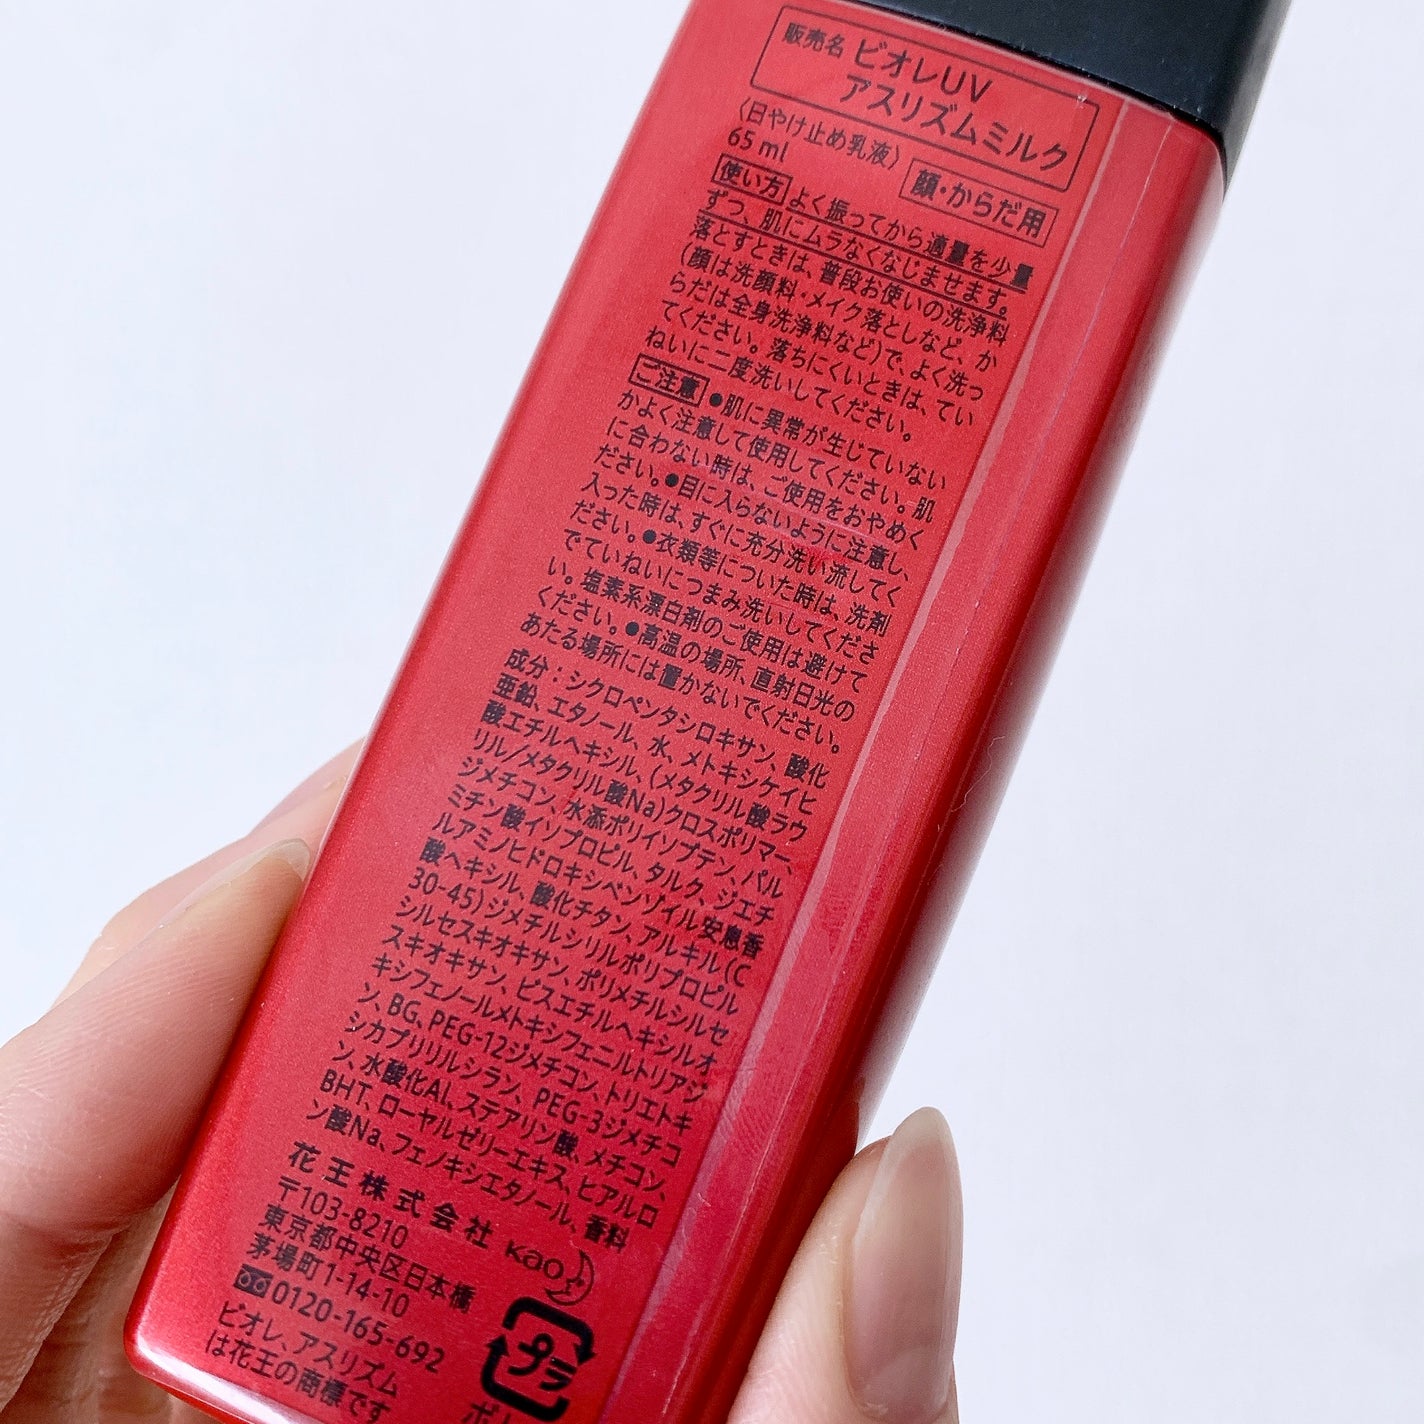 販売名 ビオレUV
アスリズムミルク
〈日やけ止め乳液〉 顔・からだ用
65 ml
使い方 よく振ってから適量を少量
ずつ、肌にムラなくなじませます。
落とすときは、普段お使いの洗浄料
(顔は洗顔料・メイク落としなど、か
らだは全身洗浄料など)で、よく洗っ
てください。落ちにくいときは、てい
ねいに二度洗いしてください。
ご注意 ●肌に異常が生じていない
かよく注意して使用してください。肌
に合わない時は、ご使用をおやめく
ださい。●目に入らないように注意し、
入った時は、すぐに充分洗い流してく
ださい。●衣類等についた時は、洗剤
でていねいにつまみ洗いしてくださ
い。塩素系漂白剤のご使用は避けて
ください。●高温の場所、直射日光の
あたる場所には置かないでください。
成分：シクロペンタシロキサン、酸化
亜鉛、エタノール、水、メトキシケイヒ
酸エチルヘキシル、(メタクリル酸ラウ
リル/メタクリル酸Na)クロスポリマー、
ジメチコン、水添ポリイソブテン、パル
ミチン酸イソプロピル、タルク、ジエチ
ルアミノヒドロキシベンゾイル安息香
酸ヘキシル、酸化チタン、アルキル(C
30-45)ジメチルシリルポリプロピル
シルセスキオキサン、ポリメチルシルセ
スキオキサン、ビスエチルヘキシルオ
キシフェノールメトキシフェニルトリアジ
ン、BG、PEG-12ジメチコン、トリエトキ
シカプリリルシラン、PEG-3ジメチコ
ン、水酸化Al、ステアリン酸、メチコン、
BHT、ローヤルゼリーエキス、ヒアルロ
ン酸Na、フェノキシエタノール、香料
花王株式会社 Kao
〒103-8210
東京都中央区日本橋
茅場町1-14-10
0120-165-692
ビオレ、アスリズム
は花王の商標です
プラ